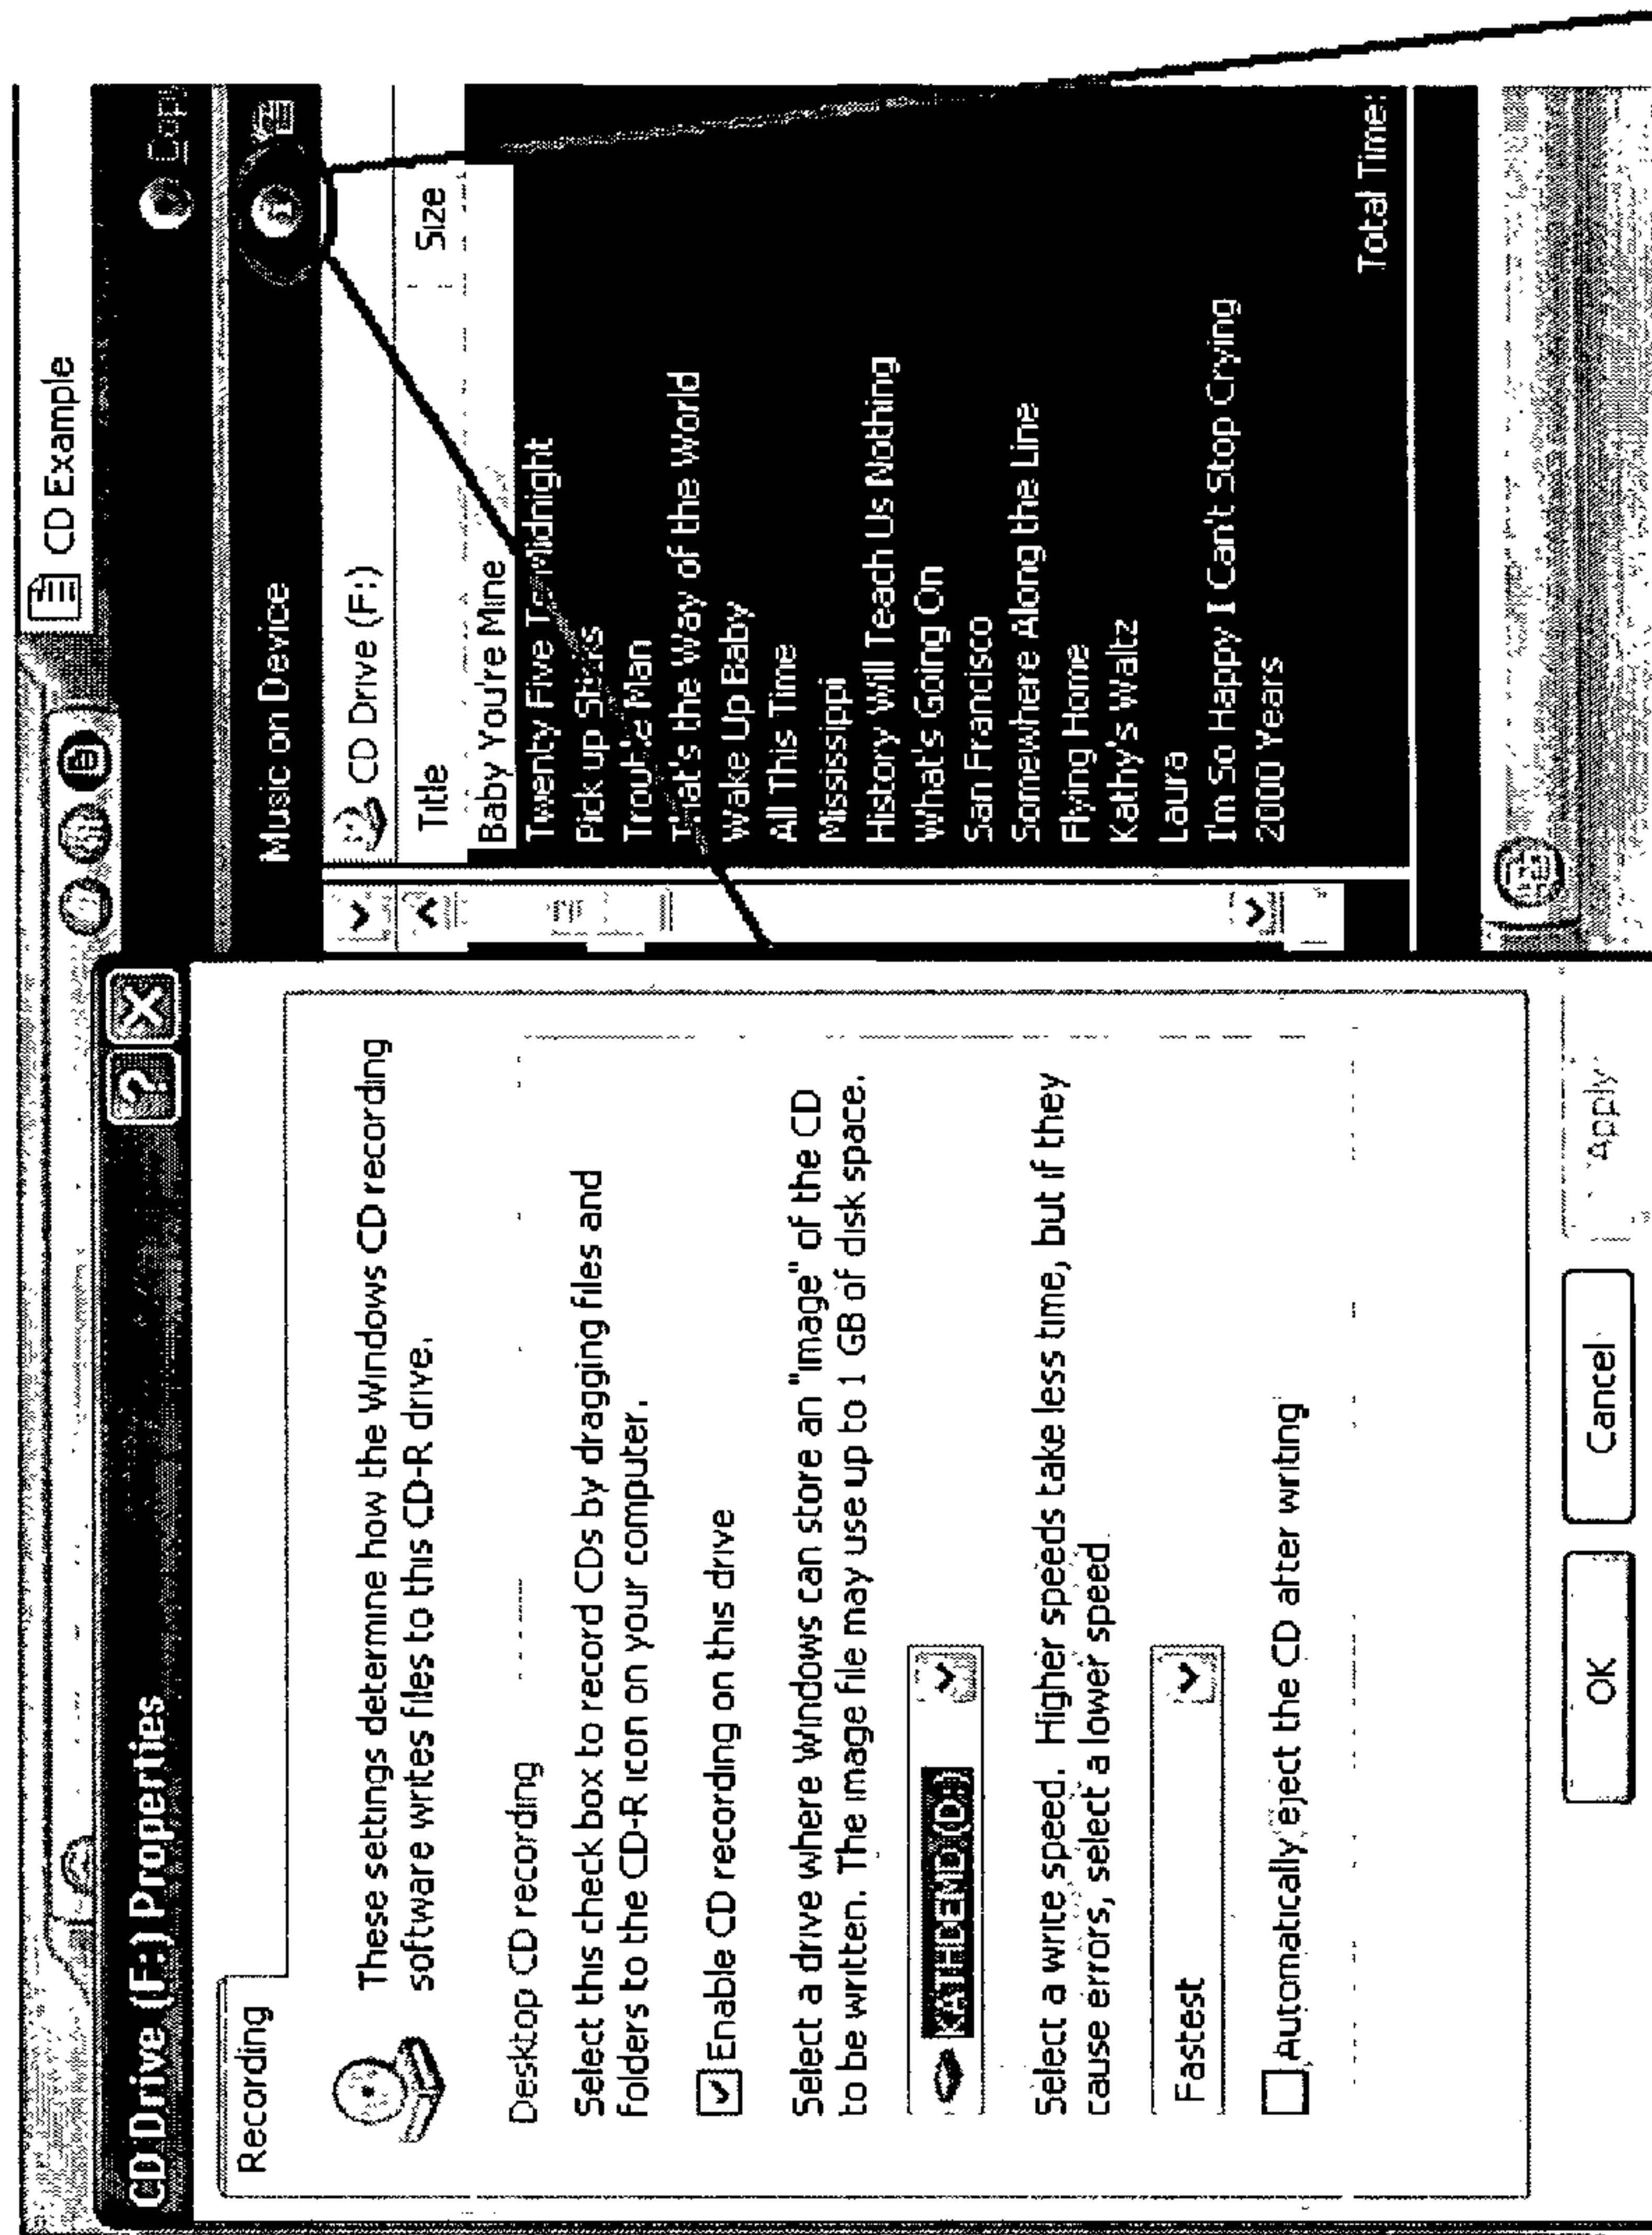 CD Drive (F:) Properties
Recording
These settings determine how the Windows CD recording
software writes files to this CD-R drive.
Desktop CD recording
Select this check box to record CDs by dragging files and
folders to the CD-R icon on your computer.
Enable CD recording on this drive
Select a drive where Windows can store an "image" of the CD
to be written. The image file may use up to 1 GB of disk space.
(D:)
Select a write speed. Higher speeds take less time, but if they
cause errors, select a lower speed
Fastest
Automatically eject the CD after writing
OK
Cancel
Apply
CD Example
Copy
Music on Device
CD Drive (F:)
Title
Size
Baby You're Mine
Twenty Five To Midnight
Pick up Sticks
Trouble Man
That's the Way of the World
Wake Up Baby
All This Time
Mississippi
History Will Teach Us Nothing
What's Going On
San Francisco
Somewhere Along the Line
Flying Home
Kathy's Waltz
Laura
I'm So Happy I Can't Stop Crying
2000 Years
Total Time: